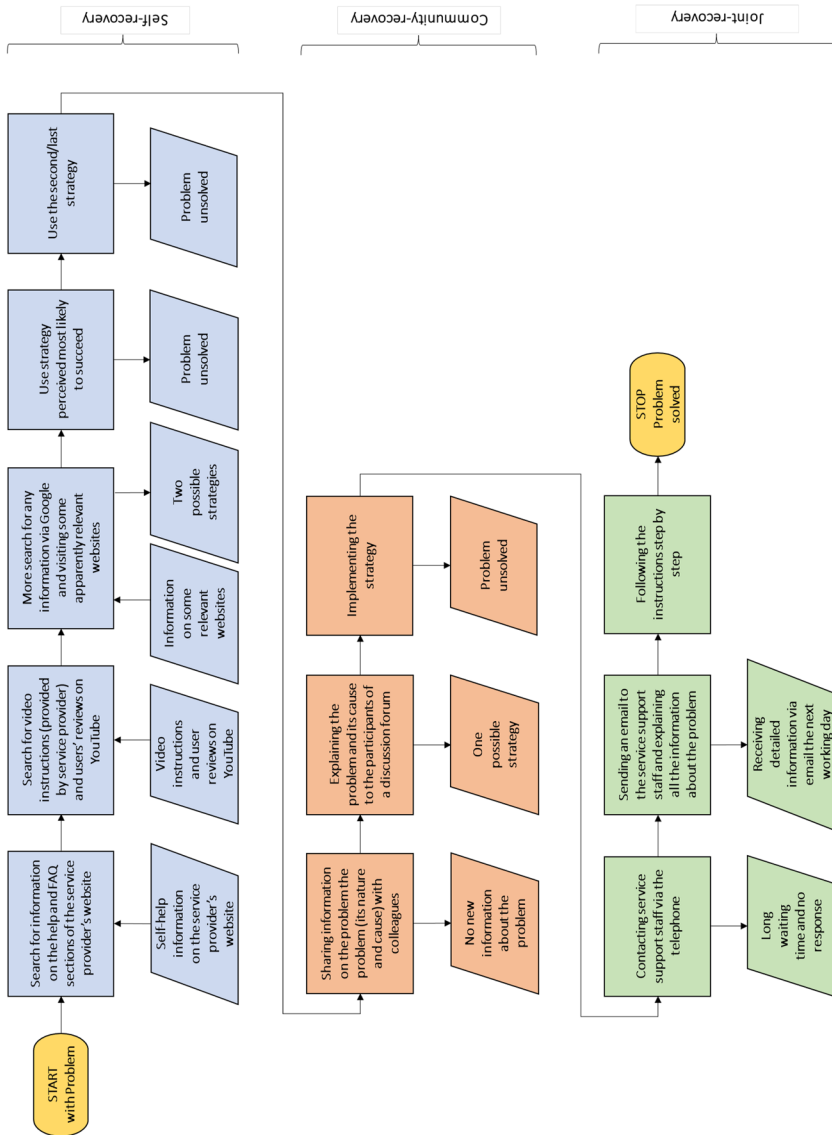 START
with Problem
Search for information
on the help and FAQ
sections of the service
provider's website
Self-help
information
on the service
provider's
website
Search for video
instructions (provided
by service provider)
and users' reviews on
YouTube
Video
instructions
and user
reviews on
YouTube
More search for any
information via Google
and visiting some
apparently relevant
websites
Information
on some
relevant
websites
Two
possible
strategies
Use strategy
perceived most likely
to succeed
Problem
unsolved
Use the second/last
strategy
Problem
unsolved
Self-recovery
Sharing information
on the problem the
problem (its nature
and cause) with
colleagues
No new
information
about the
problem
Explaining the
problem and its cause
to the participants of
a discussion forum
One
possible
strategy
Implementing the
strategy
Problem
unsolved
Community-recovery
Contacting service
support staff via the
telephone
Long
waiting
time and no
response
Sending an email to
the service support
staff and explaining
all the information
about the problem
Receiving
detailed
information via
email the next
working day
Following the
instructions step by
step
STOP
Problem
solved
Joint-recovery